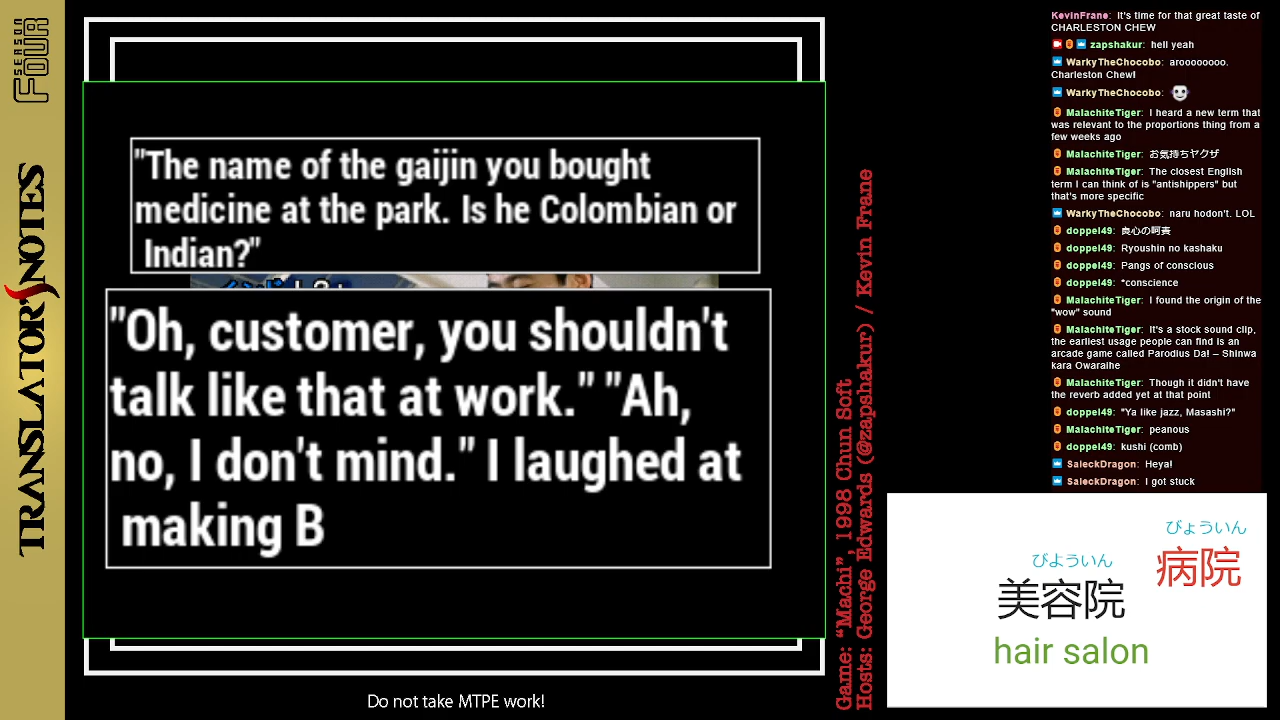 SEASON
FOUR
TRANSLATOR'S NOTES
"The name of the gaijin you bought
medicine at the park. Is he Colombian or
Indian?"
"Oh, customer, you shouldn't
talk like that at work." "Ah,
no, I don't mind." I laughed at
making B
Do not take MTPE work!
Game: "Machi", 1998 Chun Soft
Hosts: George Edwards (@zapshakur) / Kevin Frane
KevinFrane: It's time for that great taste of
CHARLESTON CHEW
zapshakur: hell yeah
WarkyTheChocobo: aroooooooo.
Charleston Chew!
WarkyTheChocobo:
MalachiteTiger: I heard a new term that
was relevant to the proportions thing from a
few weeks ago
MalachiteTiger: お気持ちヤクザ
MalachiteTiger: The closest English
term I can think of is "antishipper" but
that's more specific
WarkyTheChocobo: naru hodon't. LOL
doppel49: 良心の呵責
doppel49: Ryoushin no kashaku
doppel49: Pangs of conscious
doppel49: *conscience
MalachiteTiger: I found the origin of the
"wow" sound
MalachiteTiger: It's a stock sound clip,
the earliest usage people can find is an
arcade game called Parodius Da! Shinwa
kara Owaraihe
MalachiteTiger: Though it didn't have
the reverb added yet at that point
doppel49: "Ya like jazz, Masashi?"
MalachiteTiger: peanous
doppel49: kushi (comb)
SaleckDragon: Heya!
SaleckDragon: I got stuck
びょういん
病院
びよういん
美容院
hair salon